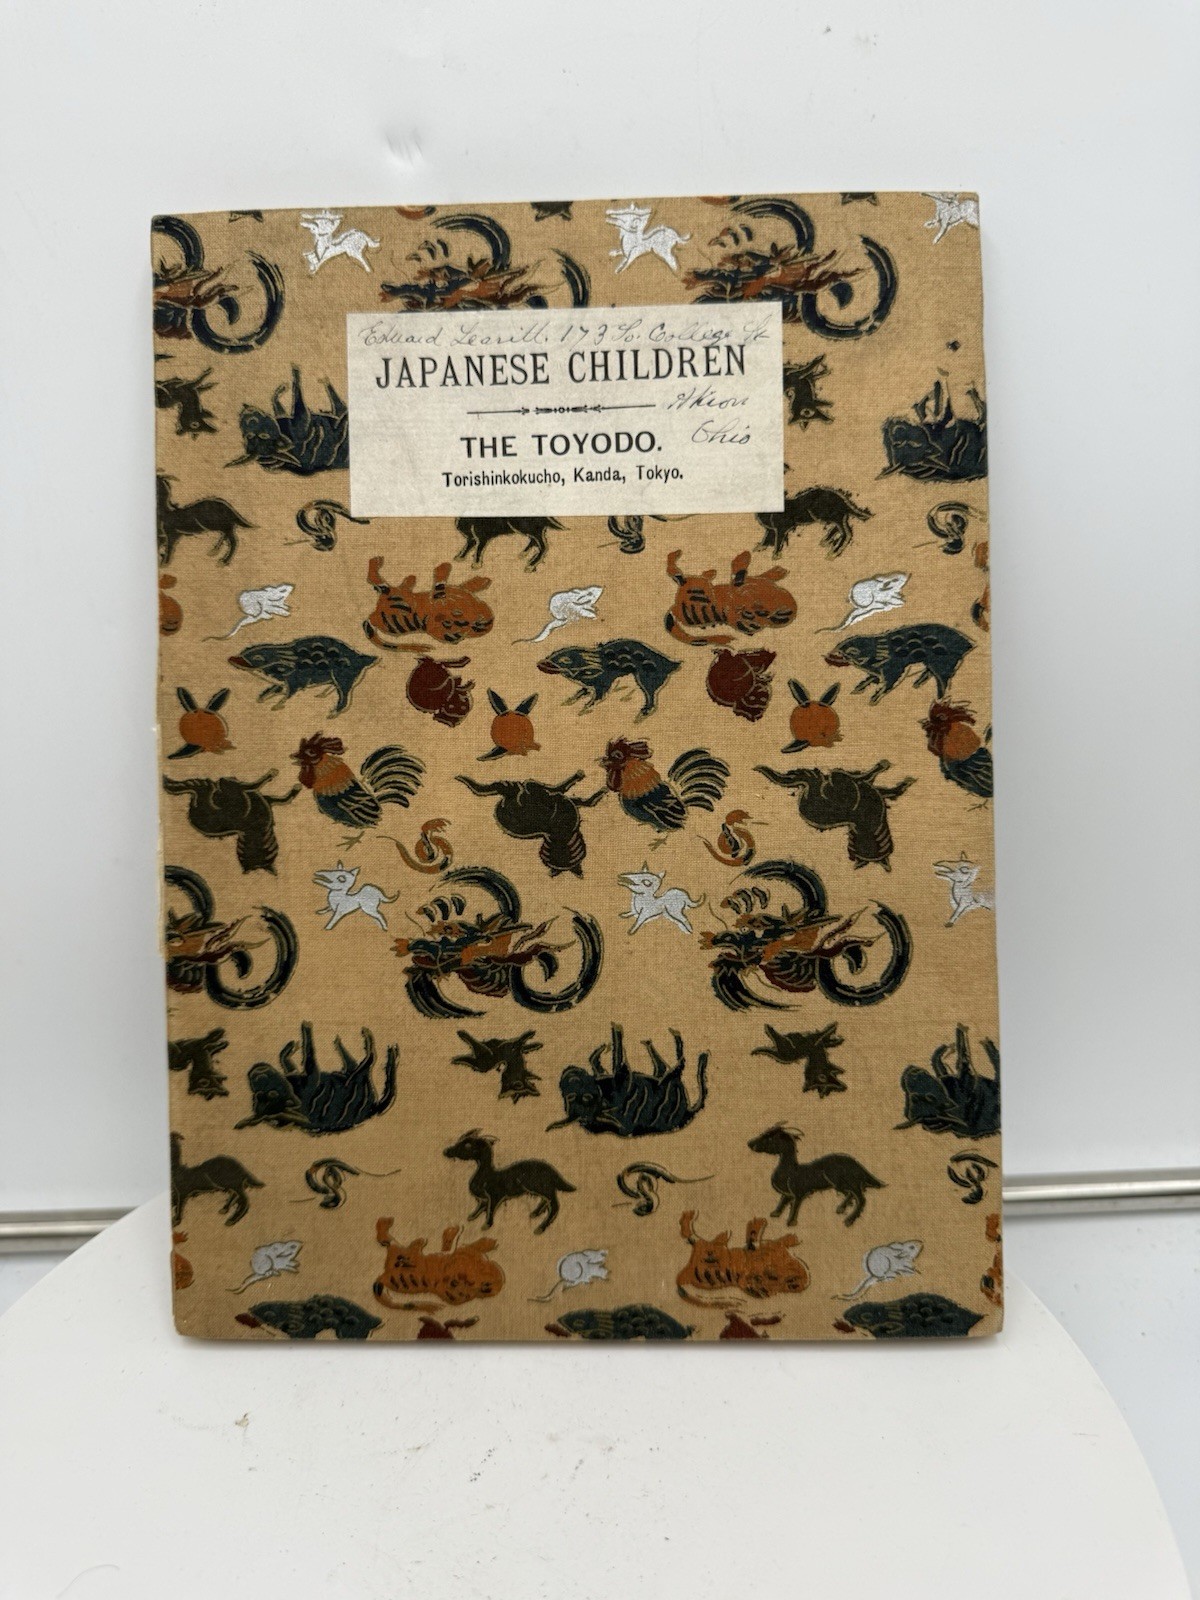 Edward Leavitt. 173 So. College St
JAPANESE CHILDREN
Akron
Ohio
THE TOYODO.
Torishinkokucho, Kanda, Tokyo.